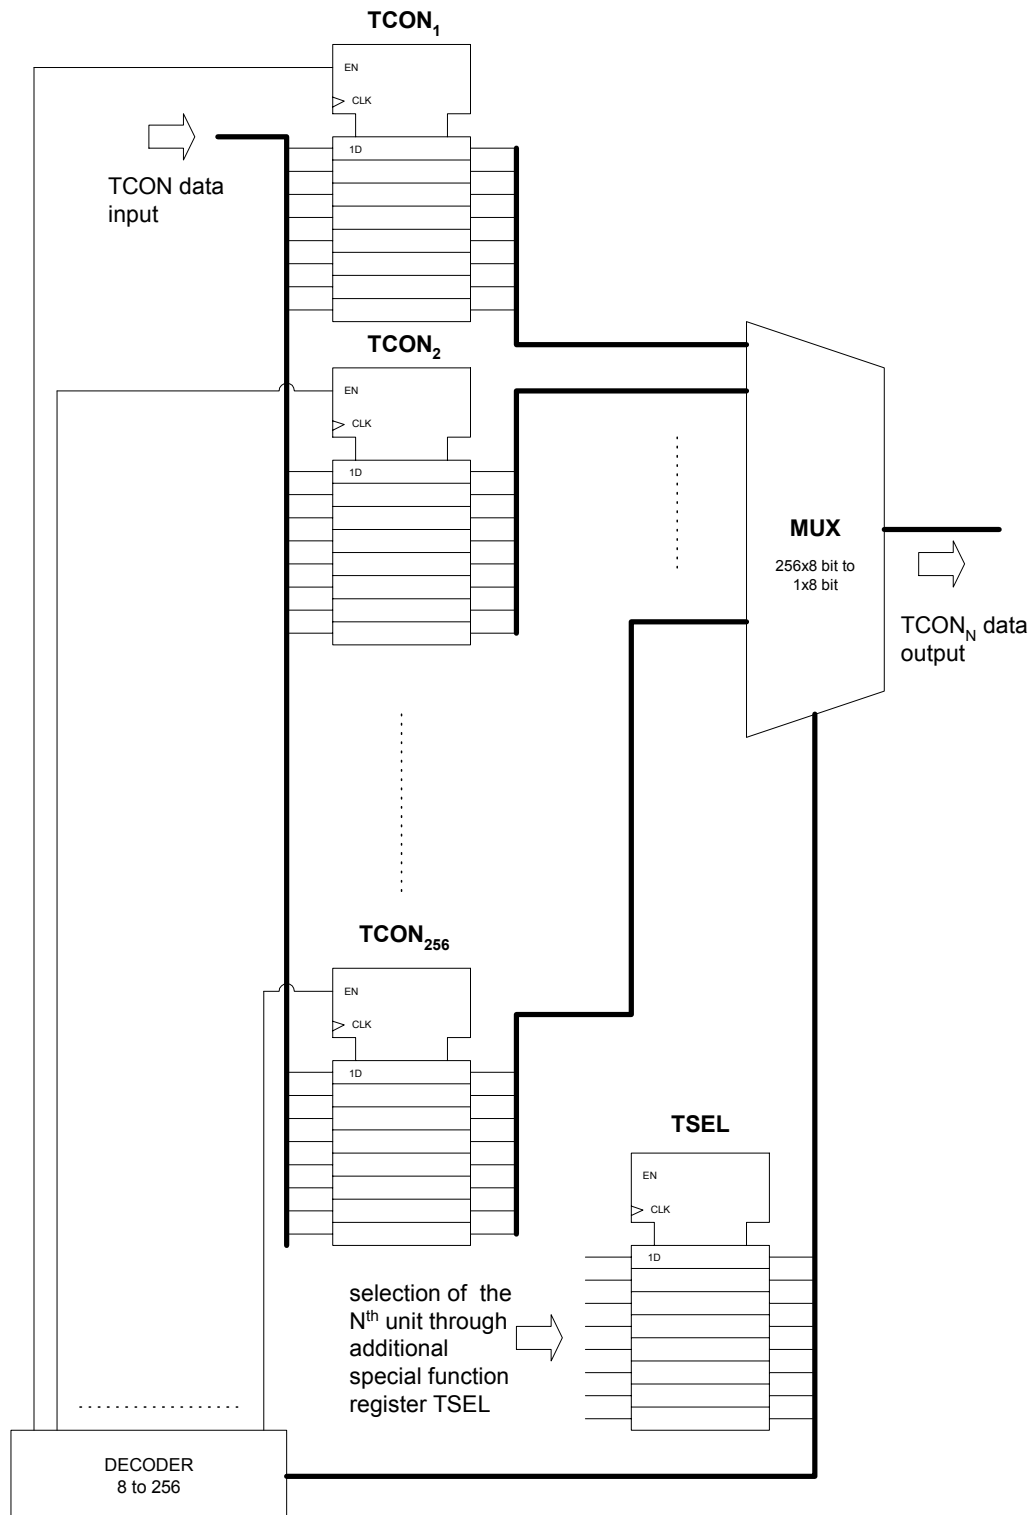 TCON1
EN
CLK
1D
TCON data
input
TCON2
EN
CLK
1D
MUX
256x8 bit to
1x8 bit
TCONN data
output
TCON256
EN
CLK
1D
TSEL
EN
CLK
1D
selection of the
Nth unit through
additional
special function
register TSEL
DECODER
8 to 256